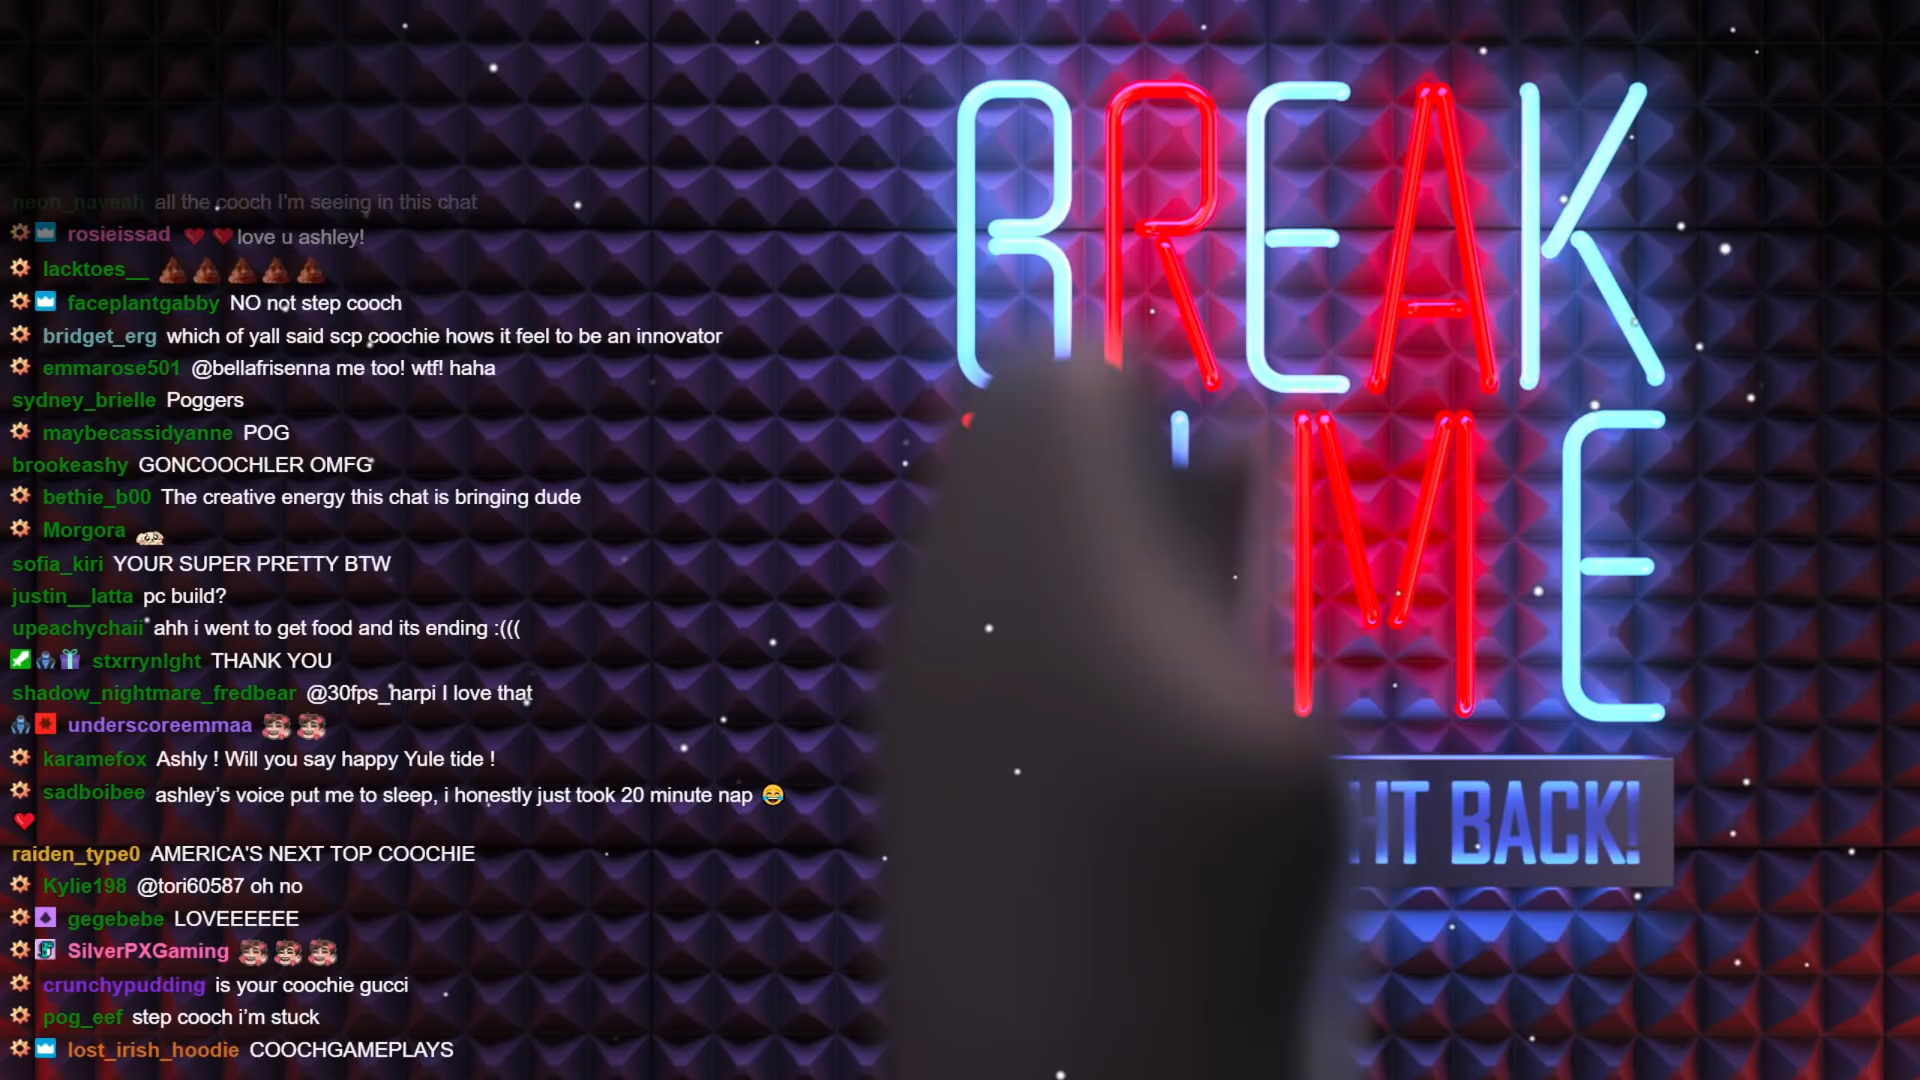 neon_naveah all the cooch I'm seeing in this chat
rosieissad love u ashley!
lacktoes__
faceplantgabby NO not step cooch
bridget_erg which of yall said scp coochie hows it feel to be an innovator
emmarose501 @bellafrisenna me too! wtf! haha
sydney_brielle Poggers
maybecassidyanne POG
brookeashy GONCOOCHLER OMFG
bethie_b00 The creative energy this chat is bringing dude
Morgora
sofia_kiri YOUR SUPER PRETTY BTW
justin__latta pc build?
upeachychaii ahh i went to get food and its ending :(((
stxrrynlght THANK YOU
shadow_nightmare_fredbear @30fps_harpi I love that
underscoreemmaa
karamefox Ashly ! Will you say happy Yule tide !
sadboibee ashley’s voice put me to sleep, i honestly just took 20 minute nap 😂
❤️
raiden_type0 AMERICA'S NEXT TOP COOCHIE
Kylie198 @tori60587 oh no
gegebebe LOVEEEEEE
SilverPXGaming
crunchypudding is your coochie gucci
pog_eef step cooch i’m stuck
lost_irish_hoodie COOCHGAMEPLAYS
BREAK
ME
HT BACK!